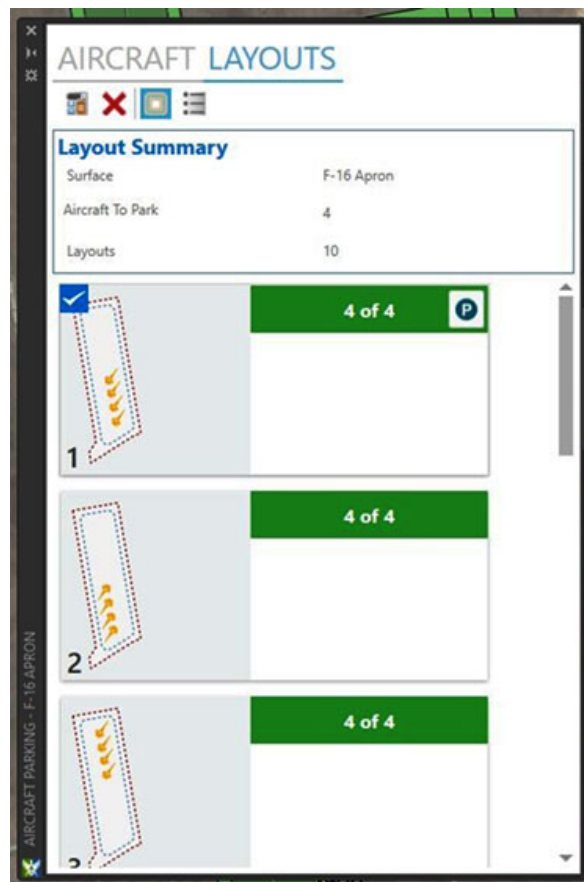 AIRCRAFT LAYOUTS
Layout Summary
Surface F-16 Apron
Aircraft To Park 4
Layouts 10
4 of 4 P
1
4 of 4
2
4 of 4
3
AIRCRAFT PARKING - F-16 APRON